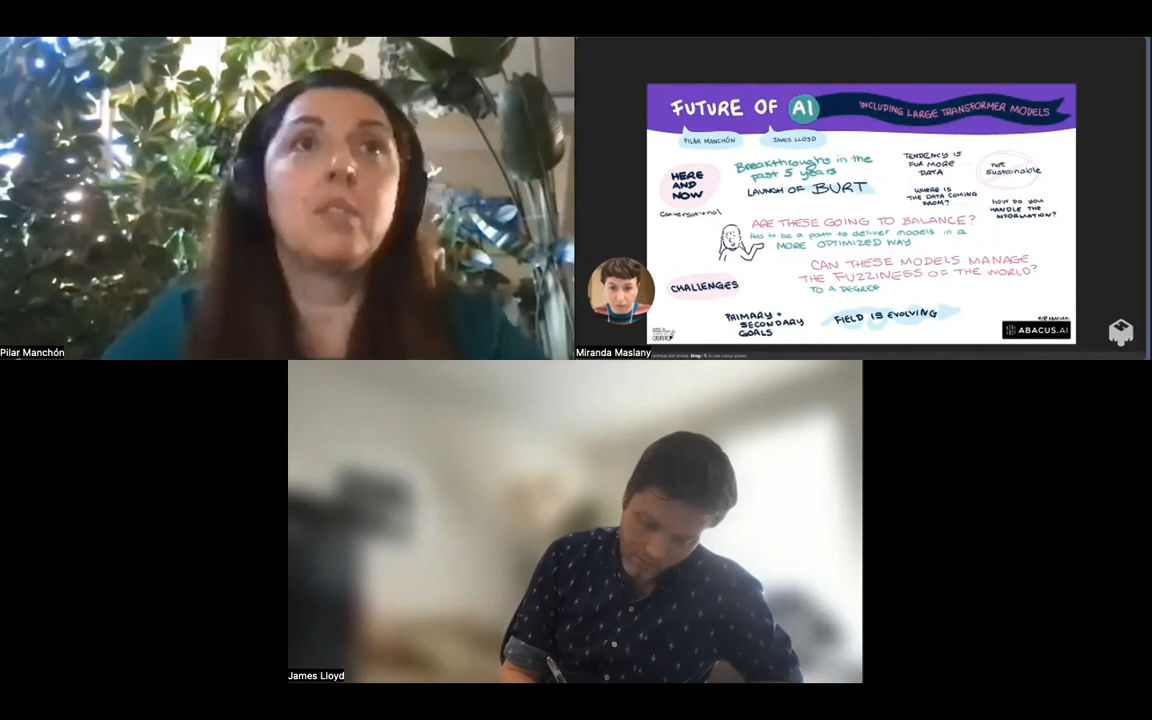 FUTURE OF AI
INCLUDING LARGE TRANSFORMER MODELS
PILAR MANCHÓN
JAMES LLOYD
HERE
AND
NOW
Conversational
Breakthroughs in the
past 5 years
LAUNCH OF BURT
TENDENCY IS
FUR MORE
DATA
not
sustainable
WHERE IS
THE DATA COMING
FROM?
HOW DO YOU
HANDLE THE
INFORMATION?
ARE THESE GOING TO BALANCE?
Has to be a path to deliver models in a
MORE OPTIMIZED WAY
CAN THESE MODELS MANAGE
THE FUZZINESS OF THE WORLD?
TO A DEGREE
CHALLENGES
PRIMARY +
SECONDARY
GOALS
FIELD IS EVOLVING
ABACUS.AI
Pilar Manchón
Miranda Maslany
James Lloyd